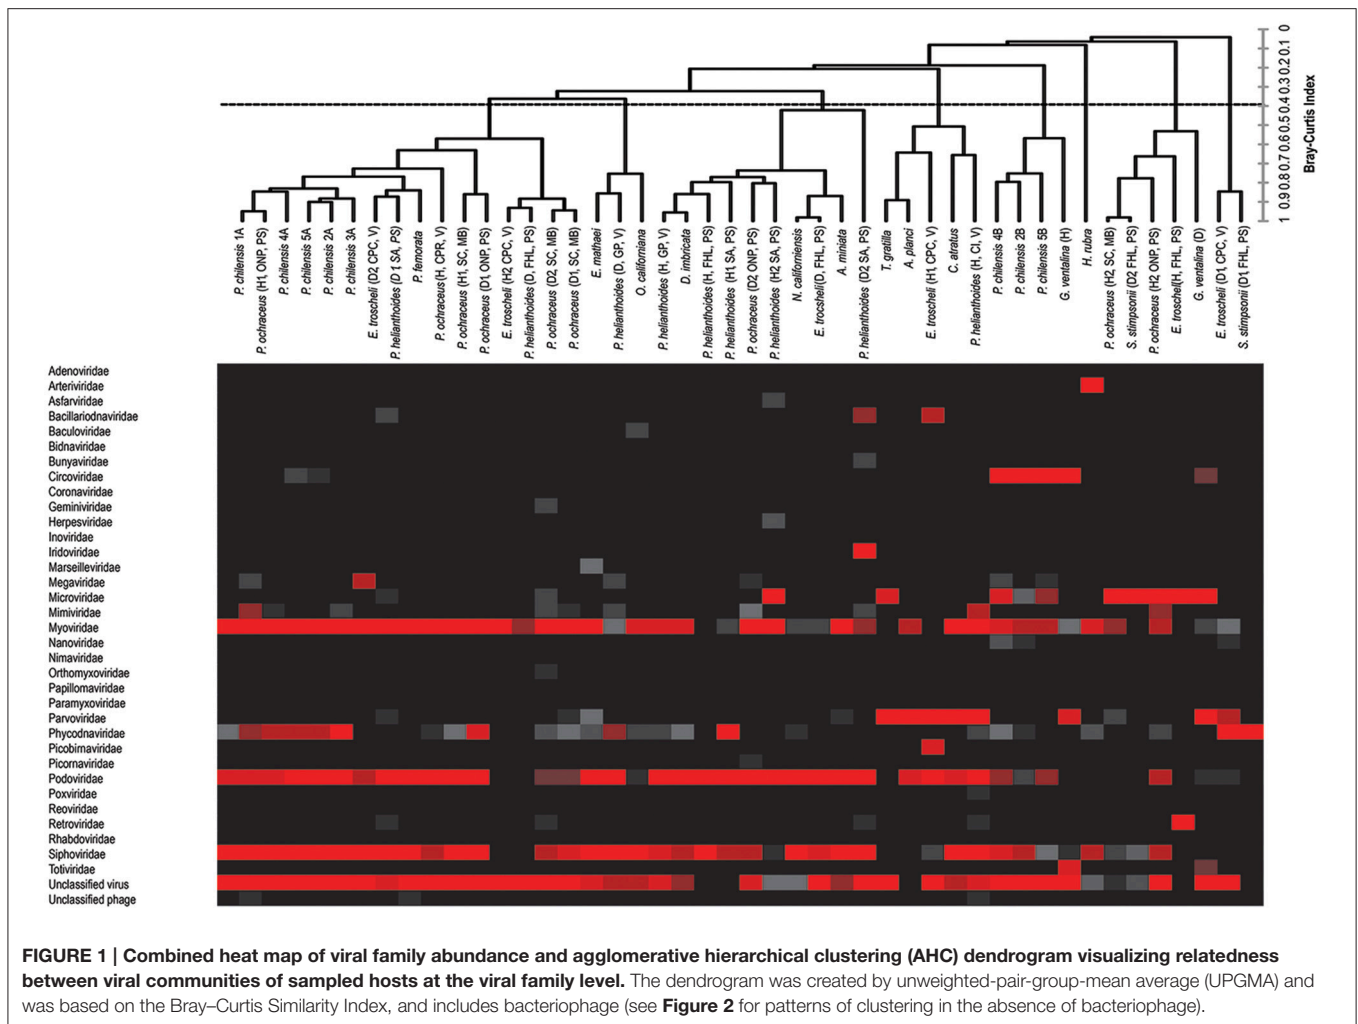 0
0.1
0.2
0.3
0.4
0.5
0.6
0.7
0.8
0.9
1
Bray-Curtis Index
P. chilensis 1A
P. ochraceus (H1 ONP, PS)
P. chilensis 4A
P. chilensis 5A
P. chilensis 2A
P. chilensis 3A
E. troscheli (D2 CPC, V)
P. helianthoides (D 1 SA, PS)
P. femorata
P. ochraceus(H, CPR, V)
P. ochraceus (H1, SC, MB)
P. ochraceus (D1 ONP, PS)
E. troscheli (H2 CPC, V)
P. helianthoides (D, FHL, PS)
P. ochraceus (D2 SC, MB)
P. ochraceus (D1, SC, MB)
E. mathaei
P. helianthoides (D, GP, V)
O. californiana
P. helianthoides (H, GP, V)
D. imbricata
P. helianthoides (H, FHL, PS)
P. helianthoides (H1 SA, PS)
P. ochraceus (D2 ONP, PS)
P. helianthoides (H2 SA, PS)
N. californiensis
E. trocsheli(D, FHL, PS)
A. miniata
P. helianthoides (D2 SA, PS)
T. gratilla
A. planci
E. troscheli (H1 CPC, V)
C. atratus
P. helianthoides (H, CI, V)
P. chilensis 4B
P. chilensis 2B
P. chilensis 5B
G. ventalina (H)
H. rubra
P. ochraceus (H2 SC, MB)
S. stimpsonii (D2 FHL, PS)
P. ochraceus (H2 ONP, PS)
E. troschel(H, FHL, PS)
G. ventalina (D)
E. troscheli (D1 CPC, V)
S. stimpsonii (D1 FHL, PS)
Adenoviridae
Arteriviridae
Asfarviridae
Bacillariodnaviridae
Baculoviridae
Bidnaviridae
Bunyaviridae
Circoviridae
Coronaviridae
Geminiviridae
Herpesviridae
Inoviridae
Iridoviridae
Marseilleviridae
Megaviridae
Microviridae
Mimiviridae
Myoviridae
Nanoviridae
Nimaviridae
Orthomyxoviridae
Papillomaviridae
Paramyxoviridae
Parvoviridae
Phycodnaviridae
Picobirnaviridae
Picornaviridae
Podoviridae
Poxviridae
Reoviridae
Retroviridae
Rhabdoviridae
Siphoviridae
Totiviridae
Unclassified virus
Unclassified phage
FIGURE 1 | Combined heat map of viral family abundance and agglomerative hierarchical clustering (AHC) dendrogram visualizing relatedness
between viral communities of sampled hosts at the viral family level. The dendrogram was created by unweighted-pair-group-mean average (UPGMA) and
was based on the Bray–Curtis Similarity Index, and includes bacteriophage (see Figure 2 for patterns of clustering in the absence of bacteriophage).